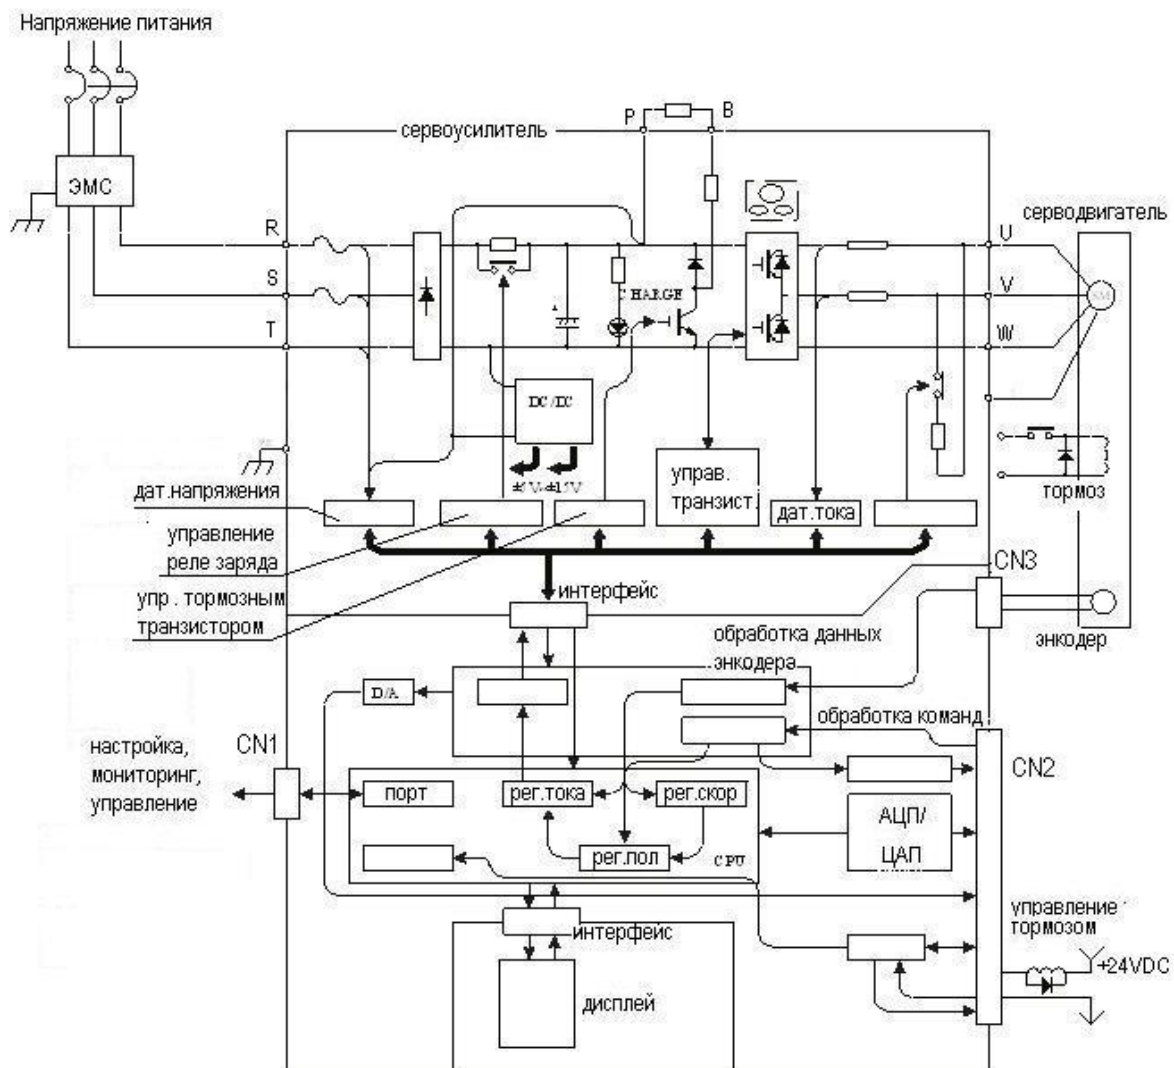 Напряжение питания
P
B
сервоусилитель
ЭМС
серводвигатель
R
U
S
CHARGE
V
T
W
DC/DC
±5V
±15V
управ.
транзист.
дат.напряжения
дат.тока
тормоз
управление
реле заряда
CN3
интерфейс
упр. тормозным
транзистором
обработка данных
энкодера
энкодер
D/A
обработка команд
CN1
настройка,
мониторинг,
управление
CN2
порт
рег.тока
рег.скор
АЦП/
ЦАП
рег.пол
CPU
управление
тормозом
интерфейс
+24VDC
дисплей